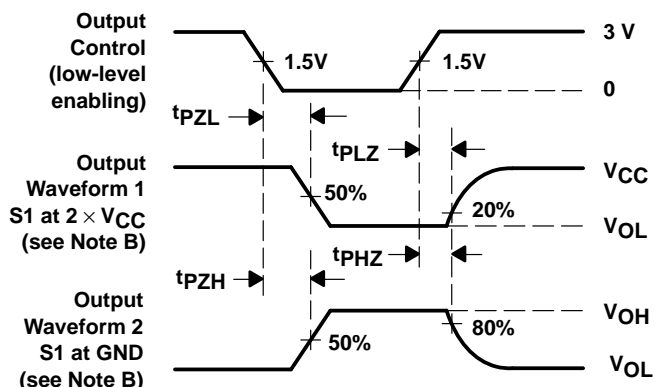 Output
Control
(low-level
enabling)
1.5V
1.5V
3 V
0
tPZL
tPLZ
Output
Waveform 1
S1 at 2 × VCC
(see Note B)
50%
20%
VCC
VOL
tPZH
tPHZ
Output
Waveform 2
S1 at GND
(see Note B)
50%
80%
VOH
VOL